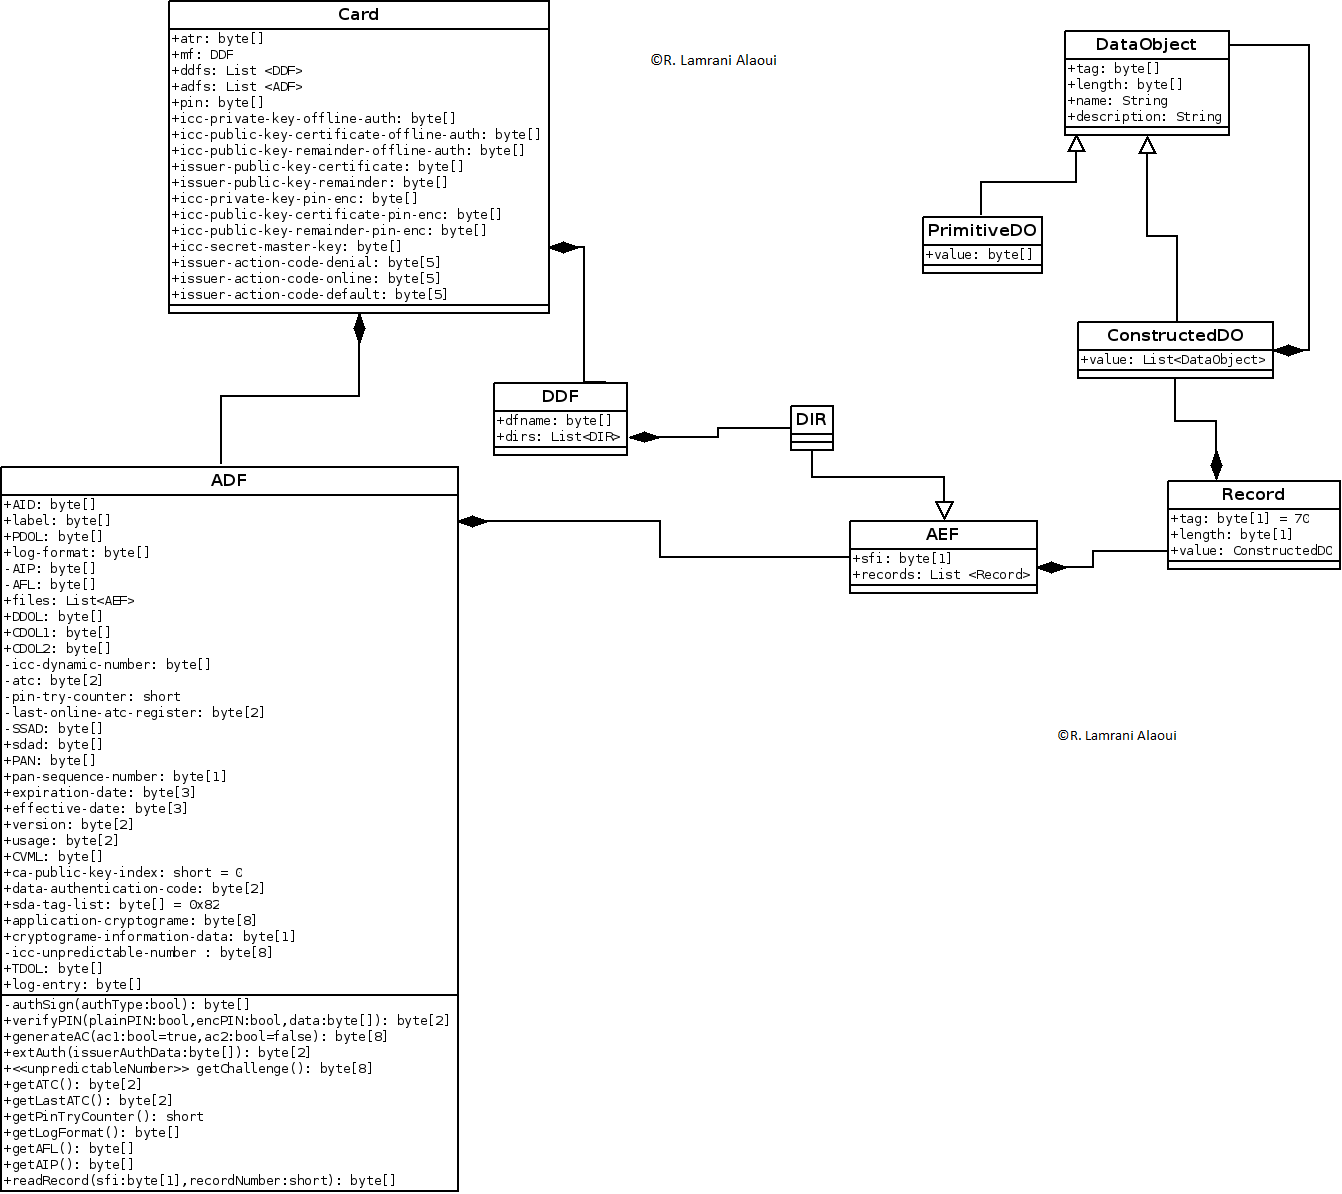 Card
+atr: byte[]
+mf: DDF
+ddfs: List <DDF>
+adfs: List <ADF>
+pin: byte[]
+icc-private-key-offline-auth: byte[]
+icc-public-key-certificate-offline-auth: byte[]
+icc-public-key-remainder-offline-auth: byte[]
+issuer-public-key-certificate: byte[]
+issuer-public-key-remainder: byte[]
+icc-private-key-pin-enc: byte[]
+icc-public-key-certificate-pin-enc: byte[]
+icc-public-key-remainder-pin-enc: byte[]
+icc-secret-master-key: byte[]
+issuer-action-code-denial: byte[5]
+issuer-action-code-online: byte[5]
+issuer-action-code-default: byte[5]
©R. Lamrani Alaoui
DataObject
+tag: byte[]
+length: byte[]
+name: String
+description: String
PrimitiveDO
+value: byte[]
ConstructedDO
+value: List<DataObject>
DDF
+dfname: byte[]
+dirs: List<DIR>
DIR
ADF
+AID: byte[]
+label: byte[]
+PDOL: byte[]
+log-format: byte[]
-AIP: byte[]
-AFL: byte[]
+files: List<AEF>
+DDOL: byte[]
+CDOL1: byte[]
+CDOL2: byte[]
-icc-dynamic-number: byte[]
-atc: byte[2]
-pin-try-counter: short
-last-online-atc-register: byte[2]
-SSAD: byte[]
+sdad: byte[]
+PAN: byte[]
+pan-sequence-number: byte[1]
+expiration-date: byte[3]
+effective-date: byte[3]
+version: byte[2]
+usage: byte[2]
+CVML: byte[]
+ca-public-key-index: short = 0
+data-authentication-code: byte[2]
+sda-tag-list: byte[] = 0x82
+application-cryptograme: byte[8]
+cryptograme-information-data: byte[1]
-icc-unpredictable-number : byte[8]
+TDOL: byte[]
+log-entry: byte[]
-authSign(authType:bool): byte[]
+verifyPIN(plainPIN:bool,encPIN:bool,data:byte[]): byte[2]
+generateAC(ac1:bool=true,ac2:bool=false): byte[8]
+extAuth(issuerAuthData:byte[]): byte[2]
+<<unpredictableNumber>> getChallenge(): byte[8]
+getATC(): byte[2]
+getLastATC(): byte[2]
+getPinTryCounter(): short
+getLogFormat(): byte[]
+getAFL(): byte[]
+getAIP(): byte[]
+readRecord(sfi:byte[1],recordNumber:short): byte[]
AEF
+sfi: byte[1]
+records: List <Record>
Record
+tag: byte[1] = 70
+length: byte[1]
+value: ConstructedDO
©R. Lamrani Alaoui